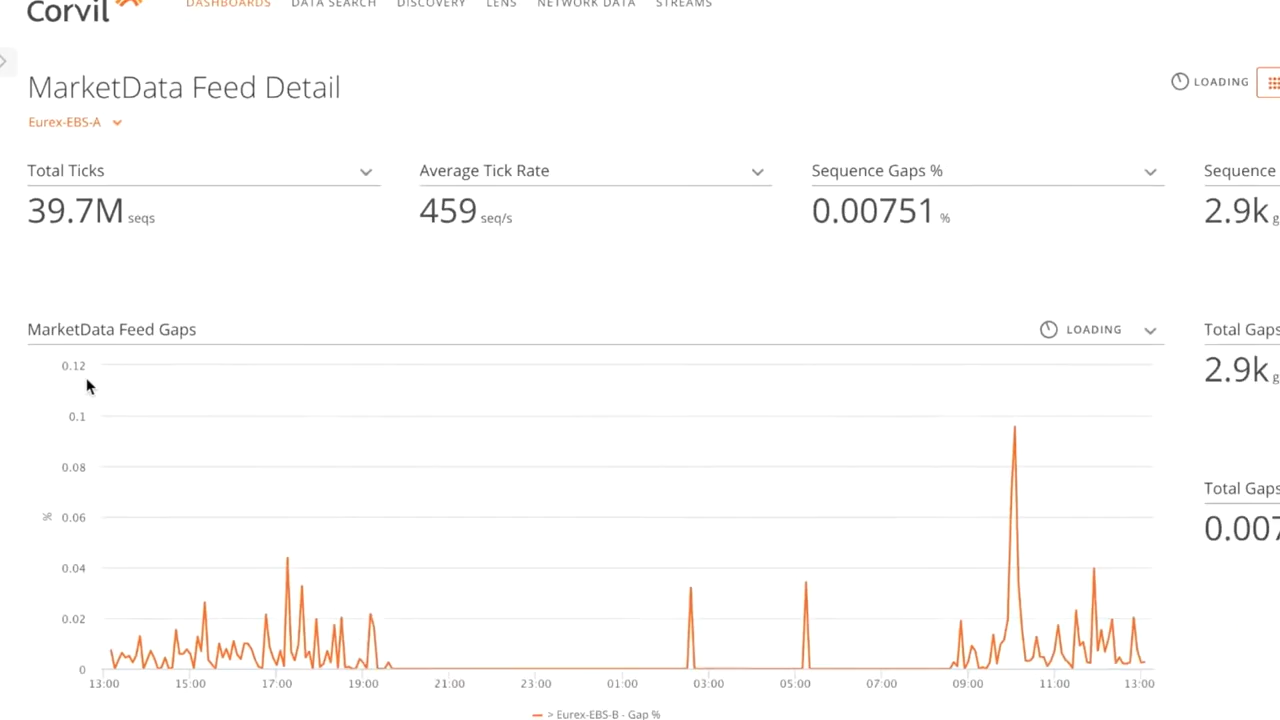 Corvil
DASHBOARDS DATA SEARCH DISCOVERY LENS NETWORK DATA STREAMS
MarketData Feed Detail
LOADING
Eurex-EBS-A
Total Ticks
39.7M seqs
Average Tick Rate
459 seq/s
Sequence Gaps %
0.00751 %
Sequence
2.9k g
MarketData Feed Gaps
LOADING
Total Gaps
2.9k g
Total Gaps
0.007
%
0.12
0.1
0.08
0.06
0.04
0.02
0
13:00 15:00 17:00 19:00 21:00 23:00 01:00 03:00 05:00 07:00 09:00 11:00 13:00
> Eurex-EBS-B - Gap %